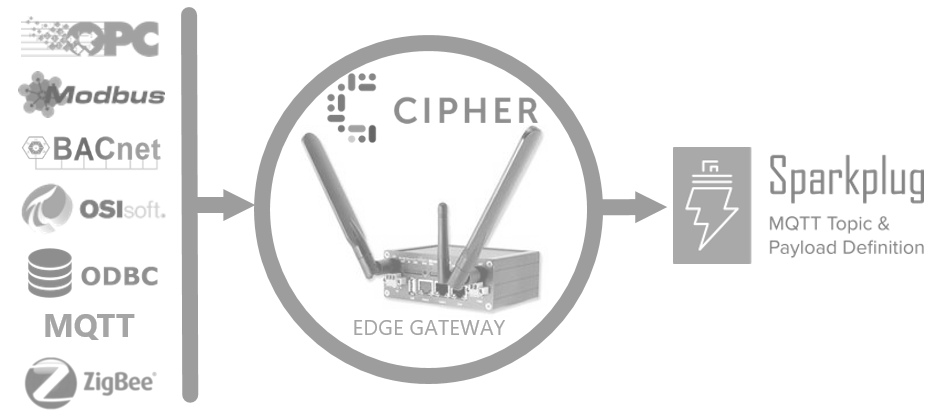 OPC
Modbus
BACnet
OSIsoft.
ODBC
MQTT
ZigBee®
CIPHER
EDGE GATEWAY
Sparkplug
MQTT Topic &
Payload Definition